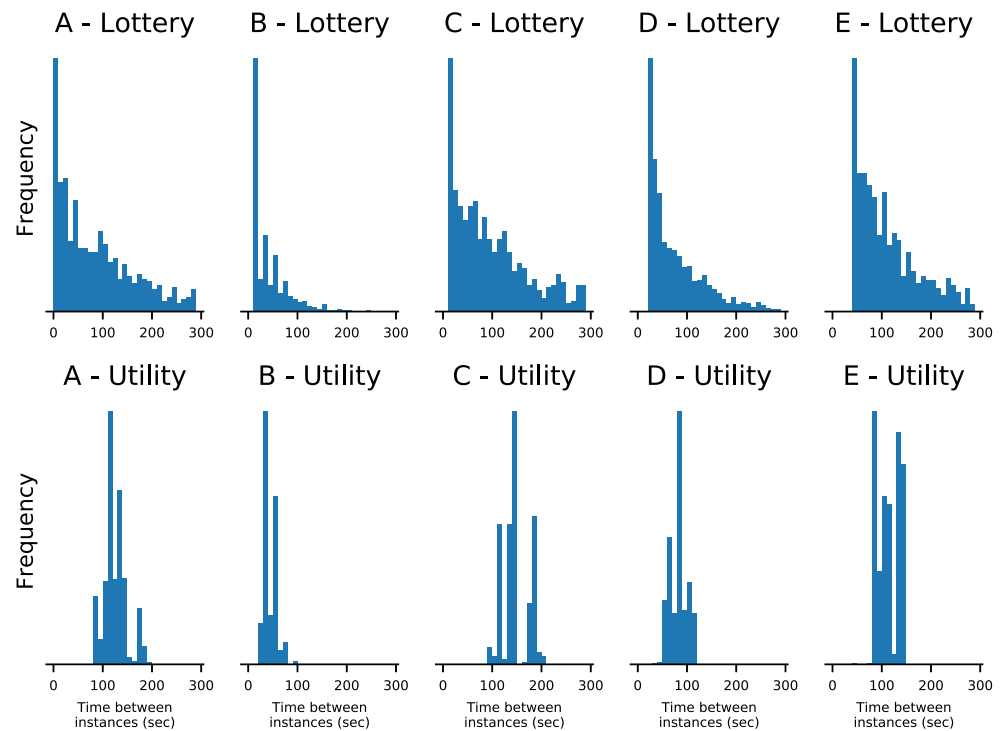 A - Lottery
B - Lottery
C - Lottery
D - Lottery
E - Lottery
Frequency
0 100 200 300
0 100 200 300
0 100 200 300
0 100 200 300
0 100 200 300
A - Utility
B - Utility
C - Utility
D - Utility
E - Utility
Frequency
0 100 200 300
0 100 200 300
0 100 200 300
0 100 200 300
0 100 200 300
Time between
instances (sec)
Time between
instances (sec)
Time between
instances (sec)
Time between
instances (sec)
Time between
instances (sec)